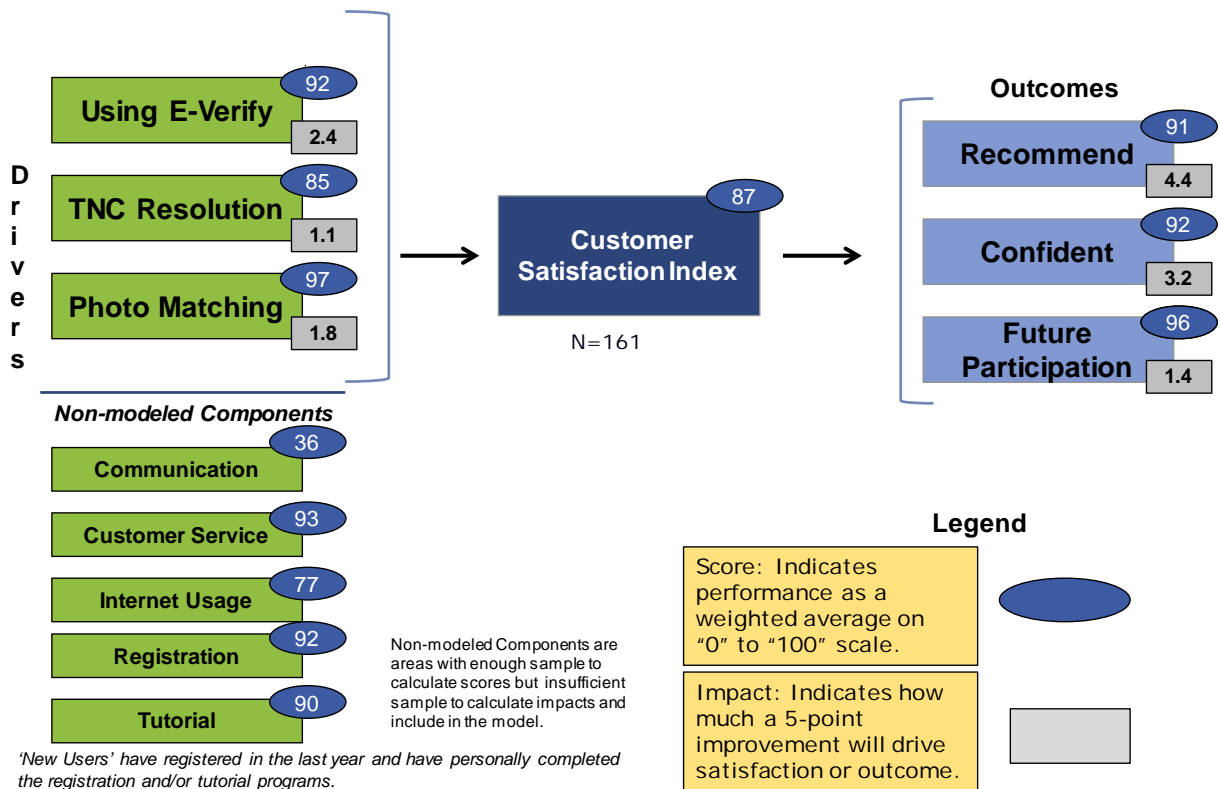 Drivers
92
Using E-Verify
2.4
85
TNC Resolution
1.1
97
Photo Matching
1.8
Non-modeled Components
36
Communication
93
Customer Service
77
Internet Usage
92
Registration
90
Tutorial
'New Users' have registered in the last year and have personally completed
the registration and/or tutorial programs.
87
Customer
Satisfaction Index
N=161
Non-modeled Components are
areas with enough sample to
calculate scores but insufficient
sample to calculate impacts and
include in the model.
Outcomes
91
Recommend
4.4
92
Confident
3.2
96
Future
Participation
1.4
Legend
Score: Indicates
performance as a
weighted average on
“0” to “100” scale.
Impact: Indicates how
much a 5-point
improvement will drive
satisfaction or outcome.